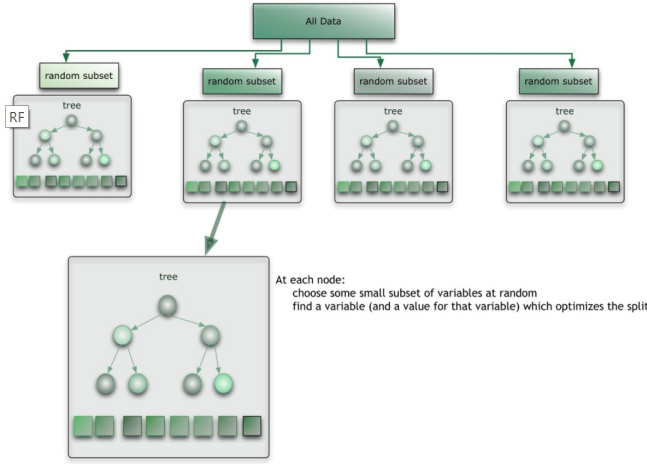 All Data
random subset
random subset
random subset
random subset
tree
tree
tree
tree
RF
tree
At each node:
choose some small subset of variables at random
find a variable (and a value for that variable) which optimizes the split